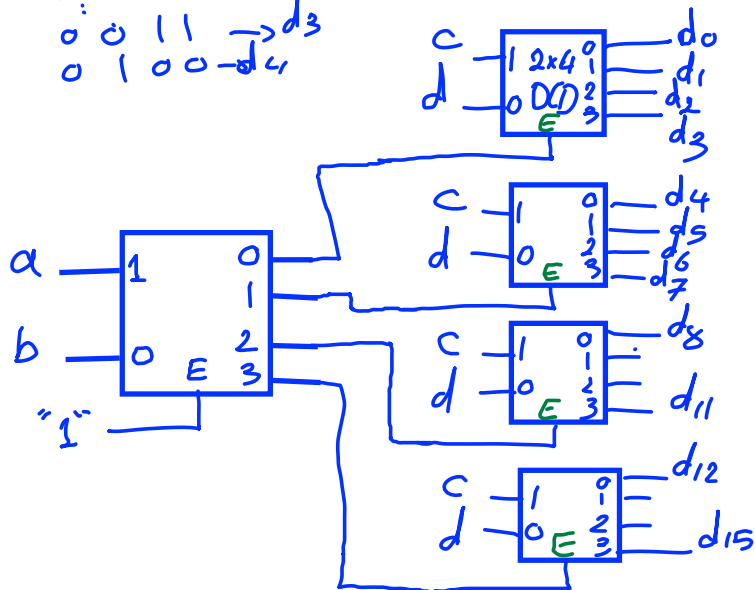 0 0 1 1 → d3
0 1 0 0 - d4
c 1 2x4 0 d0
1 d1
d 0 DCD 2 d2
E 3 d3
c 1 0 d4
1 d5
d 0 2 d6
E 3 d7
a 1 0
1
b 0 2
E 3
"1"
c 1 0 d8
1
d 0 2
E 3 d11
c 1 0 d12
1
d 0 2
E 3 d15